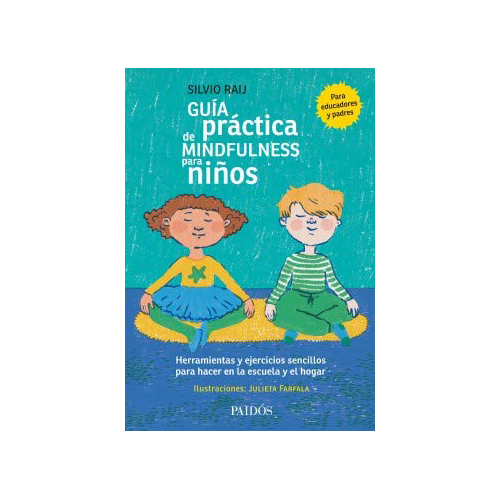 SILVIO RAIJ
GUÍA
práctica
de
MINDFULNESS
para
niños
Para
educadores
y padres
Herramientas y ejercicios sencillos
para hacer en la escuela y el hogar
Ilustraciones: JULIETA FARFALA
PAIDÓS